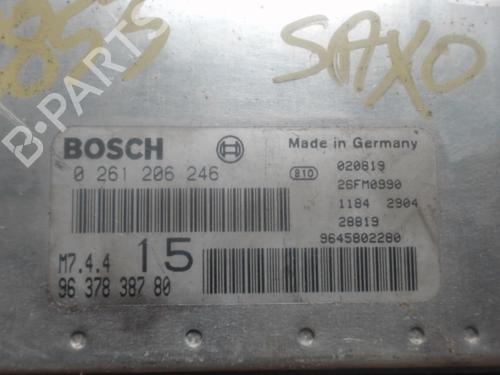 853
SAXO
B-PARTS
BOSCH
Made in Germany
0 261 206 246
810
020819
26FM0990
1184 2904
28819
9645802280
M7.4.4 15
96 378 387 80